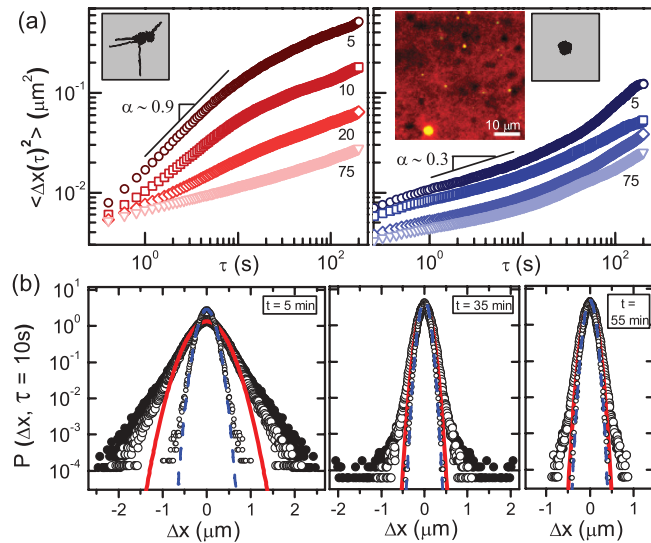 (a)
10⁻¹
10⁻²
<Δx(τ)²> (μm²)
α ~ 0.9
5
10
20
75
10⁰
10²
τ (s)
10 μm
α ~ 0.3
5
75
10⁰
10²
τ (s)
(b)
10¹
10⁰
10⁻¹
10⁻²
10⁻³
10⁻⁴
P (Δx, τ = 10s)
t = 5 min
t = 35 min
t =
55 min
-2 -1 0 1 2
-2 -1 0 1 2
-1 0 1
Δx (μm)
Δx (μm)
Δx (μm)